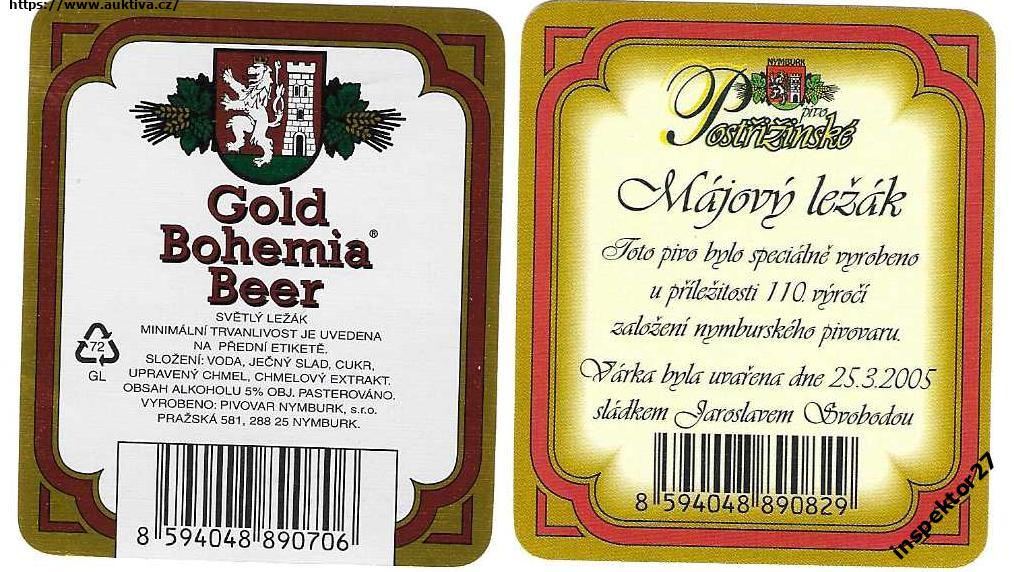 https://www.auktiva.cz/
Gold
Bohemia®
Beer
SVĚTLÝ LEŽÁK
MINIMÁLNÍ TRVANLIVOST JE UVEDENA
NA PŘEDNÍ ETIKETĚ.
SLOŽENÍ: VODA, JEČNÝ SLAD, CUKR,
UPRAVENÝ CHMEL, CHMELOVÝ EXTRAKT.
OBSAH ALKOHOLU 5% OBJ. PASTEROVÁNO.
VYROBENO: PIVOVAR NYMBURK, s.r.o.
PRAŽSKÁ 581, 288 25 NYMBURK.
72
GL
8 594048 890706
NYMBURK
pivo
Postřižinské
Májový ležák
Toto pivo bylo speciálně vyrobeno
u příležitosti 110. výročí
založení nymburského pivovaru.
Várka byla uvařena dne 25.3.2005
sládkem Jaroslavem Svobodou
8 594048 890829
inspektor27